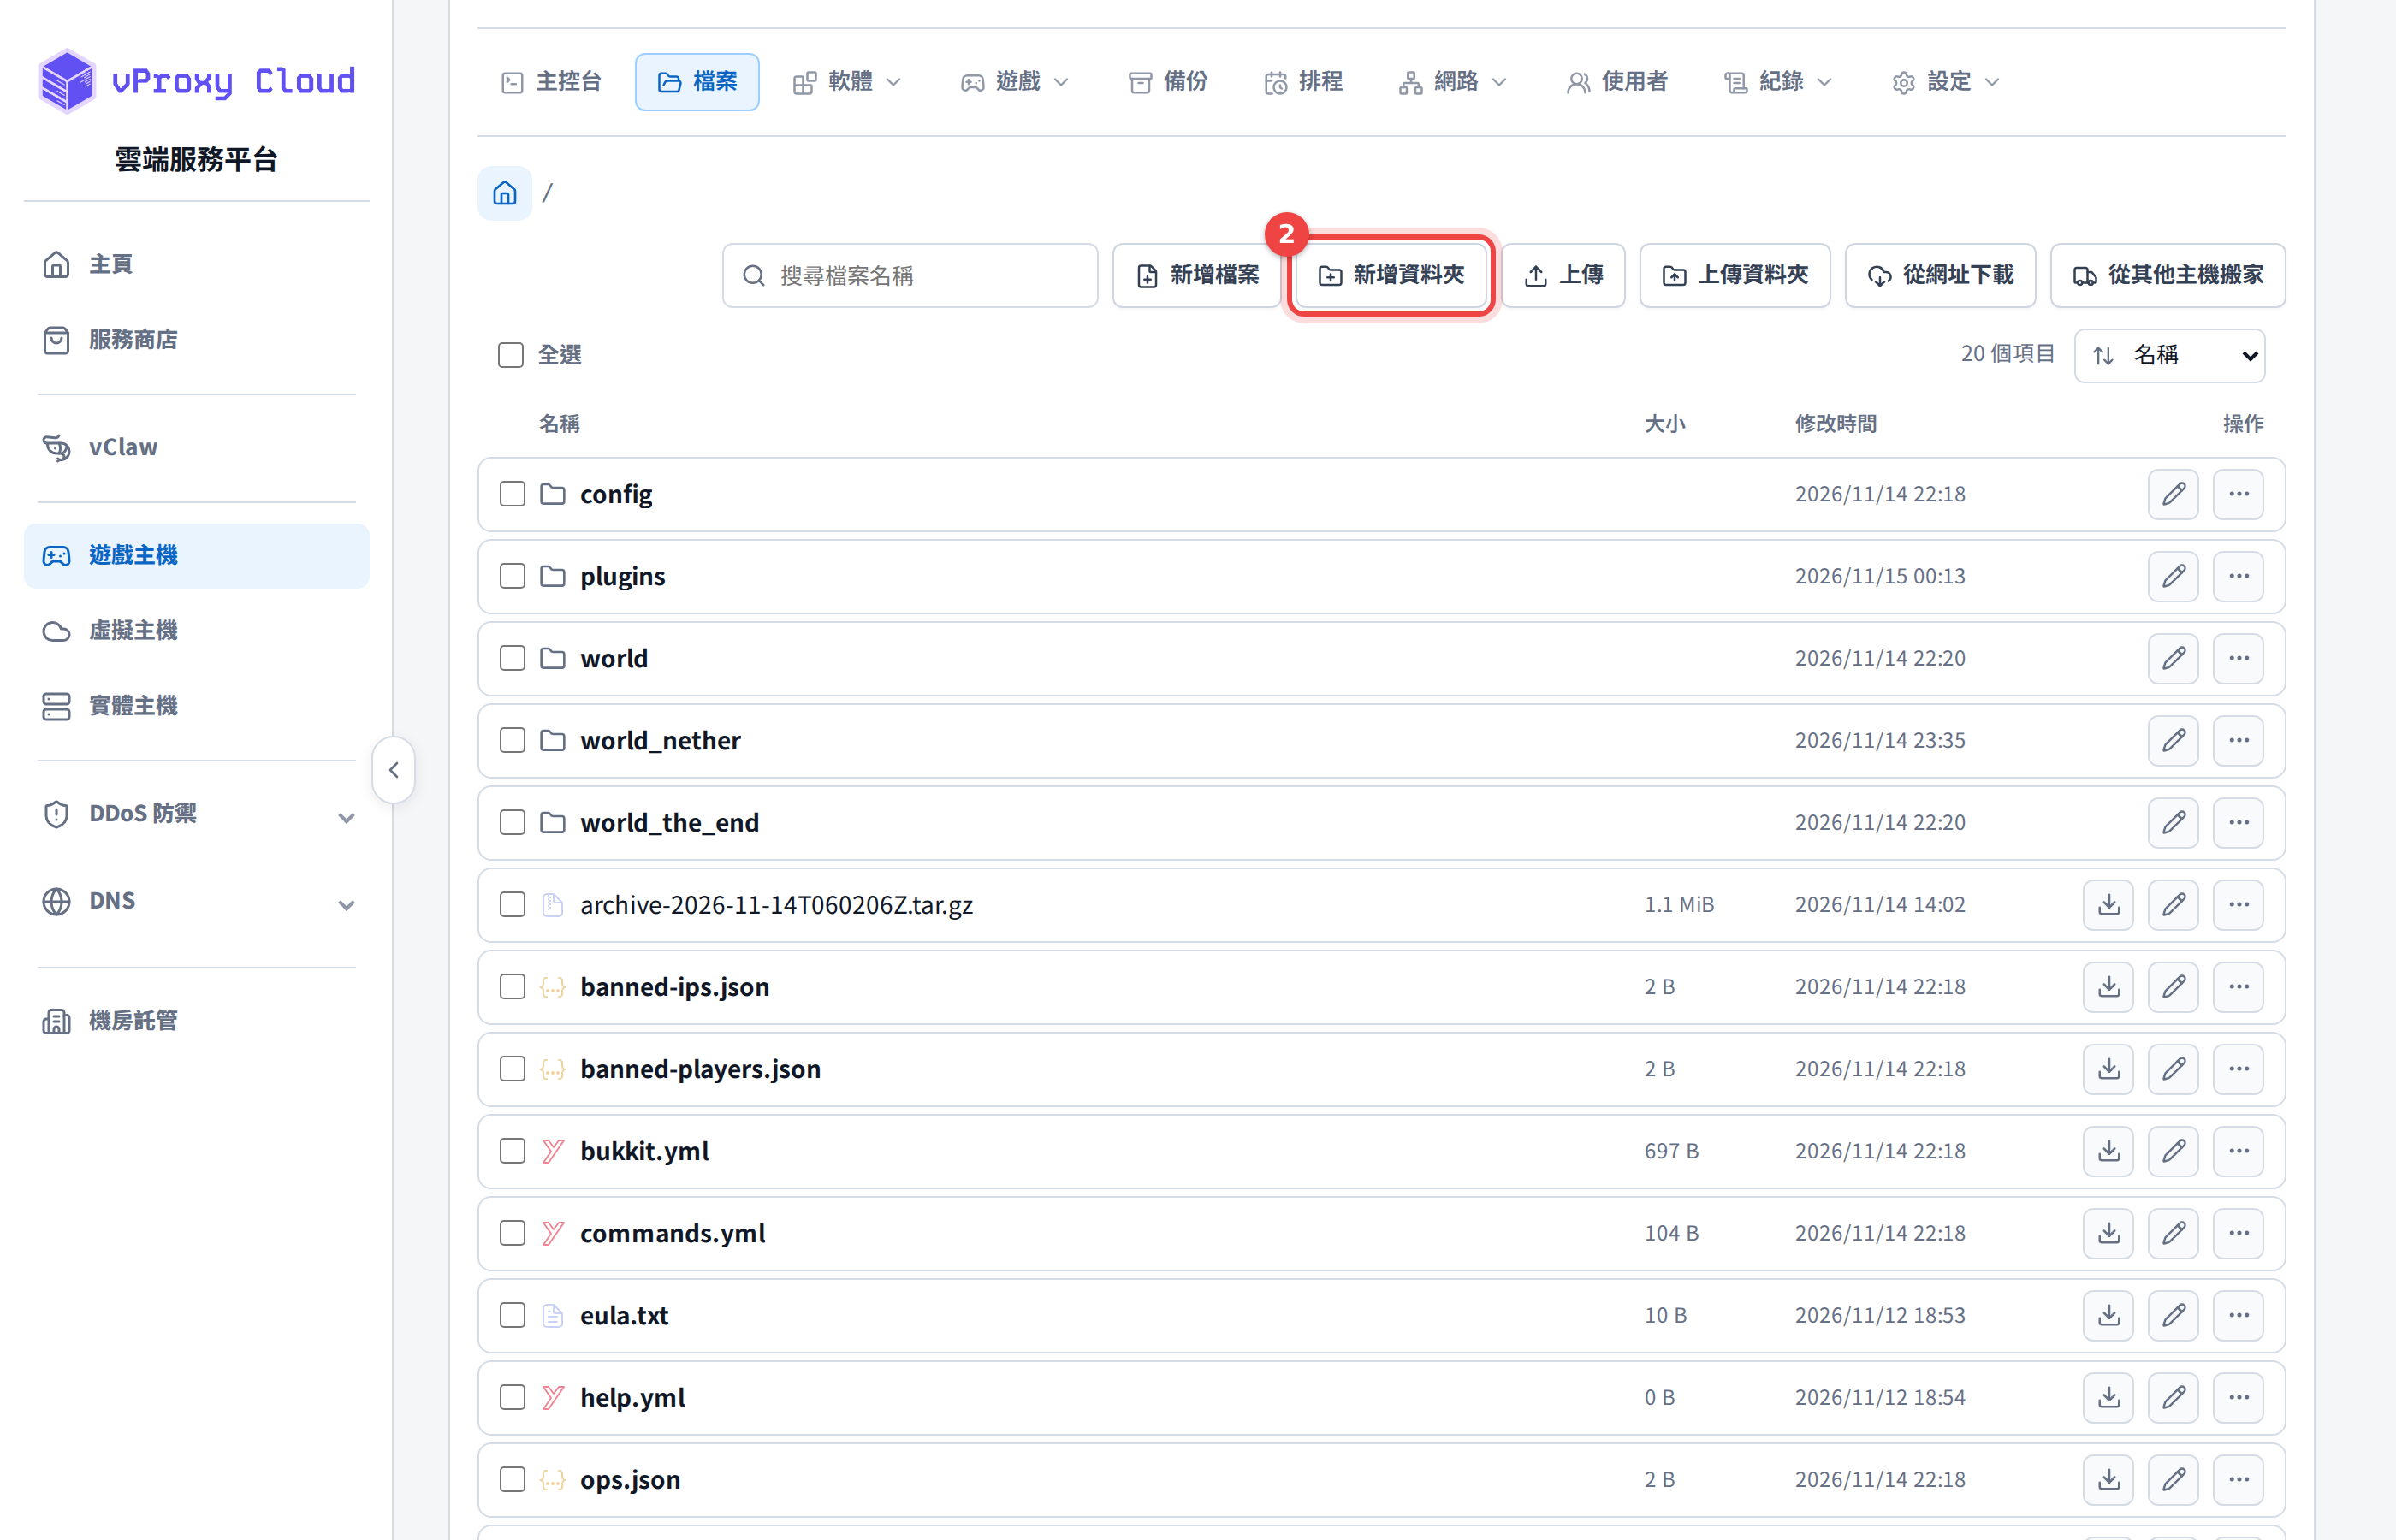 vProxy Cloud
雲端服務平台
主頁
服務商店
vClaw
遊戲主機
虛擬主機
實體主機
DDoS 防禦
DNS
機房託管
主控台 檔案 軟體 遊戲 備份 排程 網路 使用者 紀錄 設定
/
2
搜尋檔案名稱 新增檔案 新增資料夾 上傳 上傳資料夾 從網址下載 從其他主機搬家
全選 20 個項目 名稱
名稱 大小 修改時間 操作
config 2026/11/14 22:18
plugins 2026/11/15 00:13
world 2026/11/14 22:20
world_nether 2026/11/14 23:35
world_the_end 2026/11/14 22:20
archive-2026-11-14T060206Z.tar.gz 1.1 MiB 2026/11/14 14:02
banned-ips.json 2 B 2026/11/14 22:18
banned-players.json 2 B 2026/11/14 22:18
bukkit.yml 697 B 2026/11/14 22:18
commands.yml 104 B 2026/11/14 22:18
eula.txt 10 B 2026/11/12 18:53
help.yml 0 B 2026/11/12 18:54
ops.json 2 B 2026/11/14 22:18